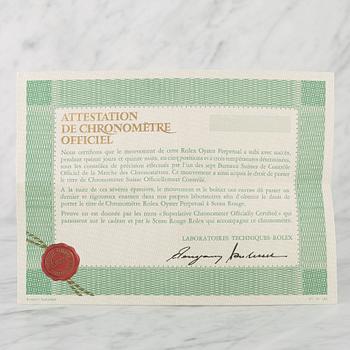 ATTESTATION
DE CHRONOMÈTRE
OFFICIEL
Nous certifions que le mouvement de cette Rolex Oyster Perpetual a subi avec succès,
pendant quinze jours et quinze nuits, en cinq positions et à trois températures déterminées,
tous les contrôles de précision effectués par l'un des sept Bureaux Suisses de Contrôle
Officiel de la Marche des Chronomètres. Ce mouvement a ainsi acquis le droit de porter
le titre de Chronomètre Suisse Officiellement Contrôlé.
A la suite de ces sévères épreuves, le mouvement et le boîtier ont encore dû passer un
dernier et rigoureux examen dans nos propres laboratoires afin d'obtenir le droit de
porter le titre de Chronomètre Rolex Oyster Perpetual à Sceau Rouge.
Preuve en est donnée par les mots «Superlative Chronometer Officially Certified» qui
paraissent sur le cadran et par le Sceau Rouge Rolex qui accompagne ce chronomètre.
LABORATOIRES TECHNIQUES ROLEX